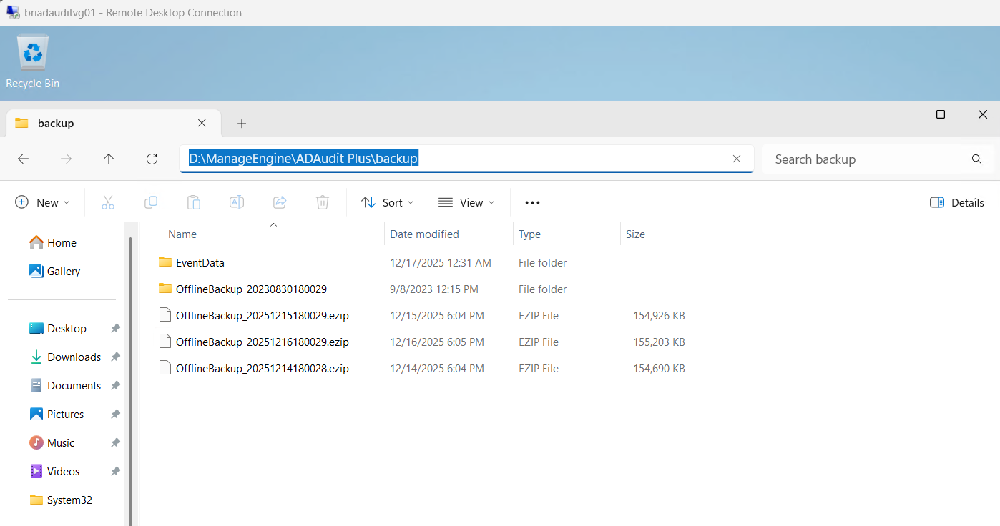 briadauditvg01 - Remote Desktop Connection
Recycle Bin
backup
D:\ManageEngine\ADAudit Plus\backup
Search backup
New
Sort
View
Details
Name Date modified Type Size
Home
Gallery
Desktop
Downloads
Documents
Pictures
Music
Videos
System32
EventData 12/17/2025 12:31 AM File folder
OfflineBackup_20230830180029 9/8/2023 12:15 PM File folder
OfflineBackup_20251215180029.ezip 12/15/2025 6:04 PM EZIP File 154,926 KB
OfflineBackup_20251216180029.ezip 12/16/2025 6:05 PM EZIP File 155,203 KB
OfflineBackup_20251214180028.ezip 12/14/2025 6:04 PM EZIP File 154,690 KB